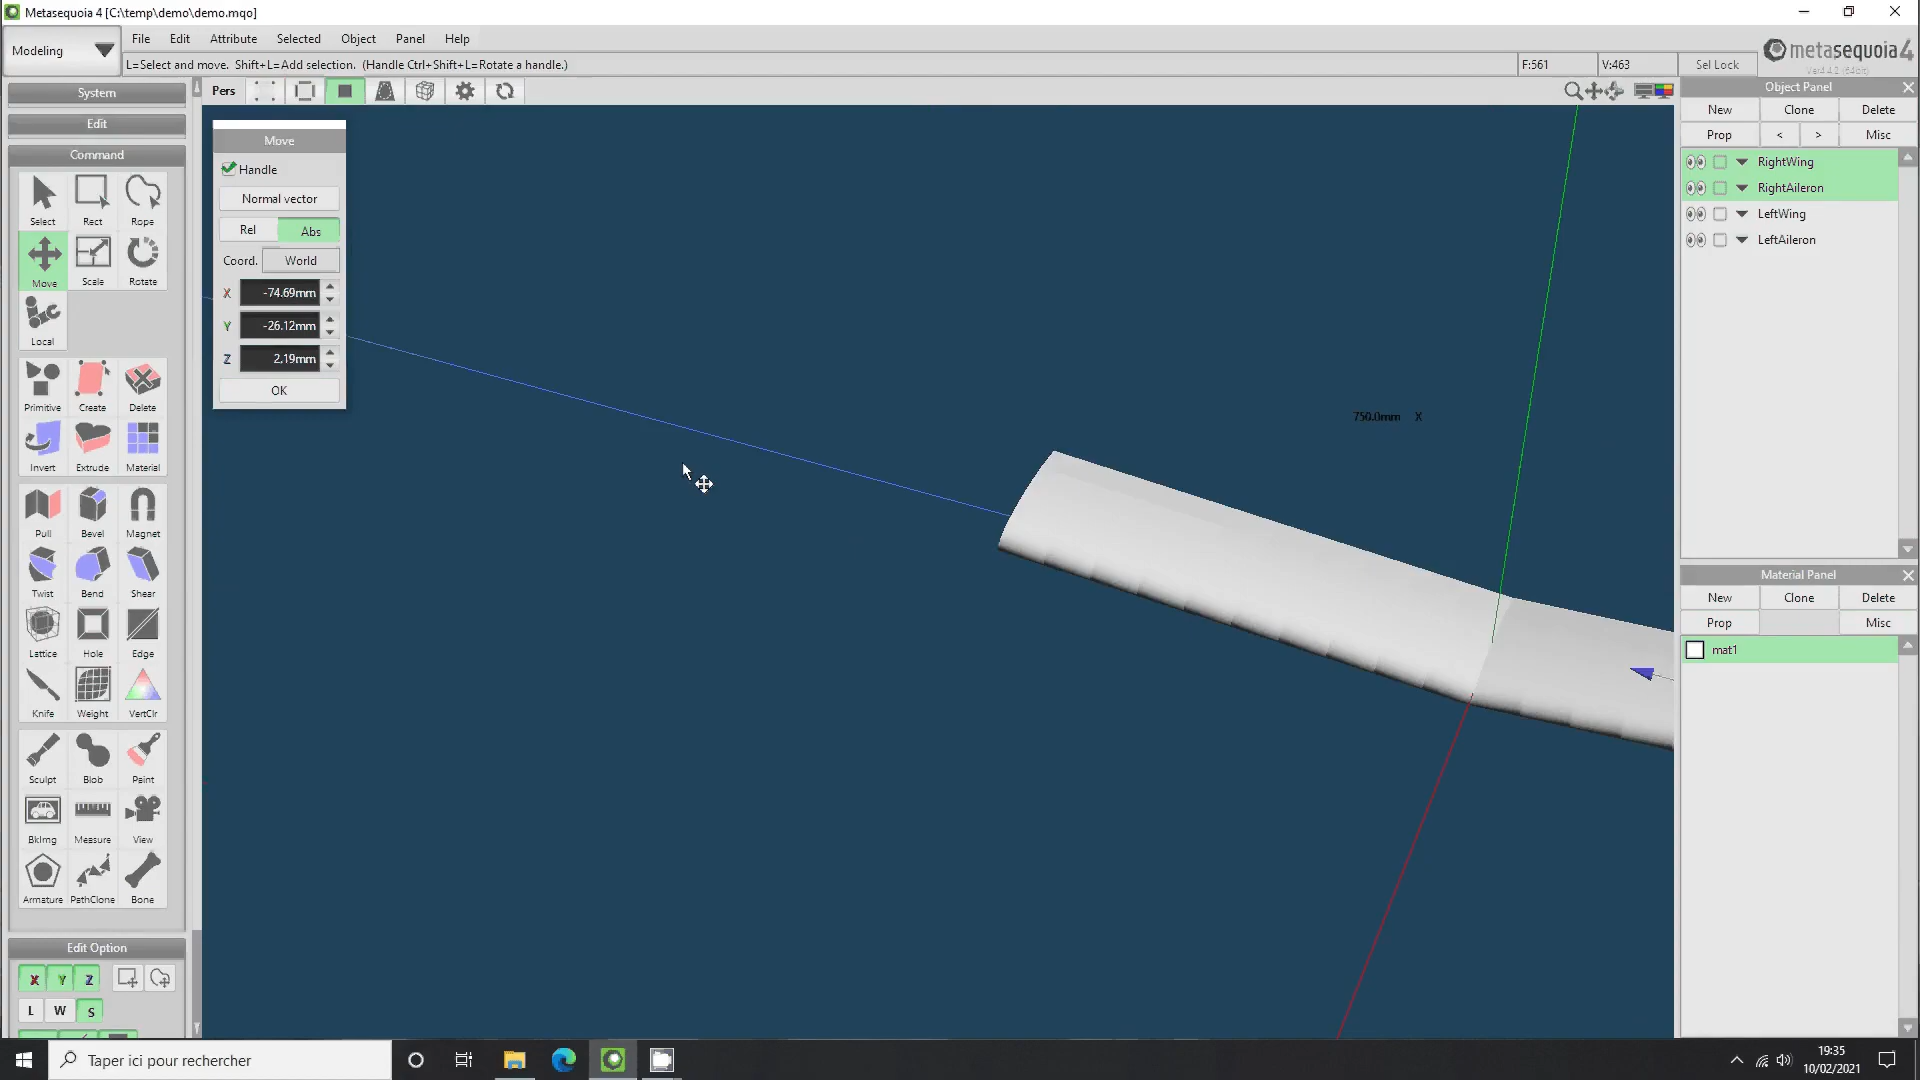 Metasequoia 4 [C:\temp\demo\demo.mqo]
Modeling
File Edit Attribute Selected Object Panel Help
L=Select and move. Shift+L=Add selection. (Handle Ctrl+Shift+L=Rotate a handle.)
F:561
V:463
Sel Lock
metasequoia 4
Ver4.4.2 (64bit)
System
Edit
Command
Select Rect Rope
Move Scale Rotate
Local
Primitive Create Delete
Invert Extrude Material
Pull Bevel Magnet
Twist Bend Shear
Lattice Hole Edge
Knife Weight VertClr
Sculpt Blob Paint
BkImg Measure View
Armature PathClone Bone
Edit Option
X Y Z
L W S
Pers
Move
Handle
Normal vector
Rel Abs
Coord. World
X -74.69mm
Y -26.12mm
Z 2.19mm
OK
750.0mm X
Object Panel
New Clone Delete
Prop < > Misc
RightWing
RightAileron
LeftWing
LeftAileron
Material Panel
New Clone Delete
Prop Misc
mat1
Taper ici pour rechercher
19:35
10/02/2021